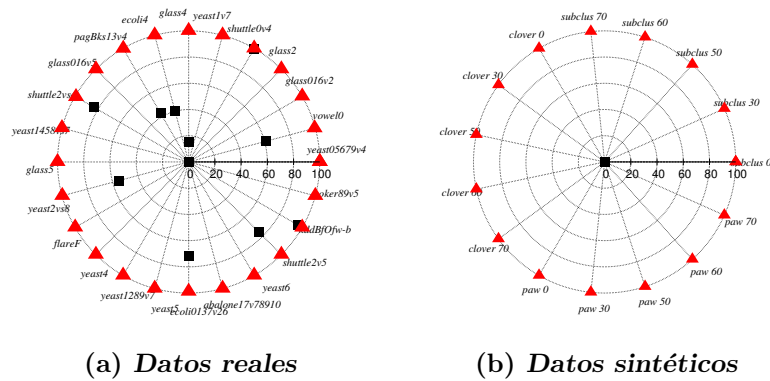 glass4
ecoli4
yeast1v7
pagBks13v4
shuttle0v4
glass016v5
glass2
shuttle2vs
glass016v2
yeast1458v
vowel0
glass5
yeast05679v4
0 20 40 60 80 100
yeast2vs8
oker89v5
flareF
ddBfOfw-b
yeast4
shuttle2v5
yeast1289v7
yeast6
yeast5
abalone17v78910
ecoli0137v26
(a) Datos reales
subclus 70
clover 0
subclus 60
clover 30
subclus 50
clover 50
subclus 30
subclus 0
0 20 40 60 80 100
clover 60
clover 70
paw 70
paw 0
paw 60
paw 30
paw 50
(b) Datos sintéticos